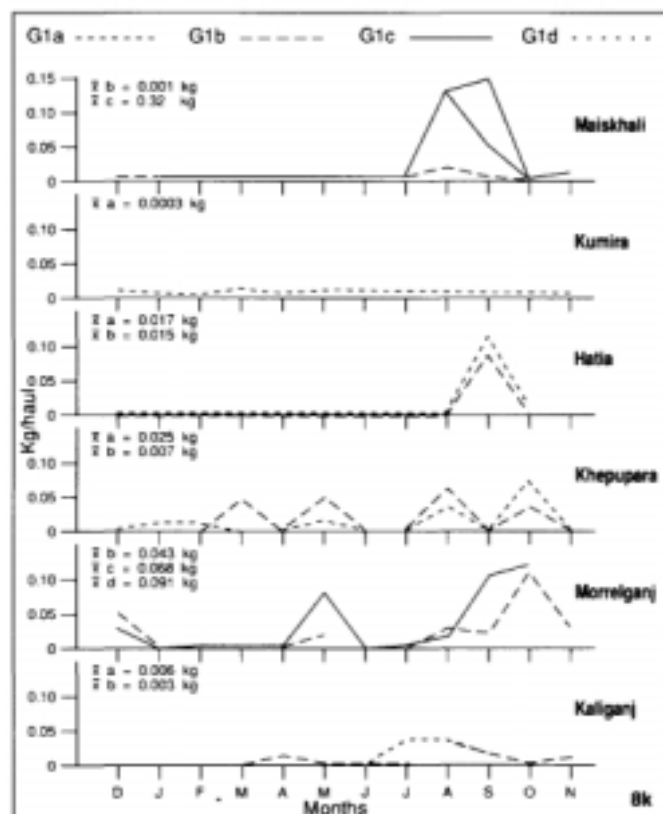 G1a G1b G1c G1d
0.15
0.10
0.05
0
x̄ b = 0.001 kg
x̄ c = 0.32 kg
Maiskhali
0.10
0.05
0
x̄ a = 0.0003 kg
Kumira
0.10
0.05
0
x̄ a = 0.017 kg
x̄ b = 0.015 kg
Hatia
Kg/haul
0.10
0.05
0
x̄ a = 0.025 kg
x̄ b = 0.007 kg
Khepupara
0.10
0.05
0
x̄ b = 0.043 kg
x̄ c = 0.068 kg
x̄ d = 0.091 kg
Morrelganj
0.10
0.05
0
x̄ a = 0.006 kg
x̄ b = 0.003 kg
Kaliganj
D J F M A M J J A S O N
Months
8k